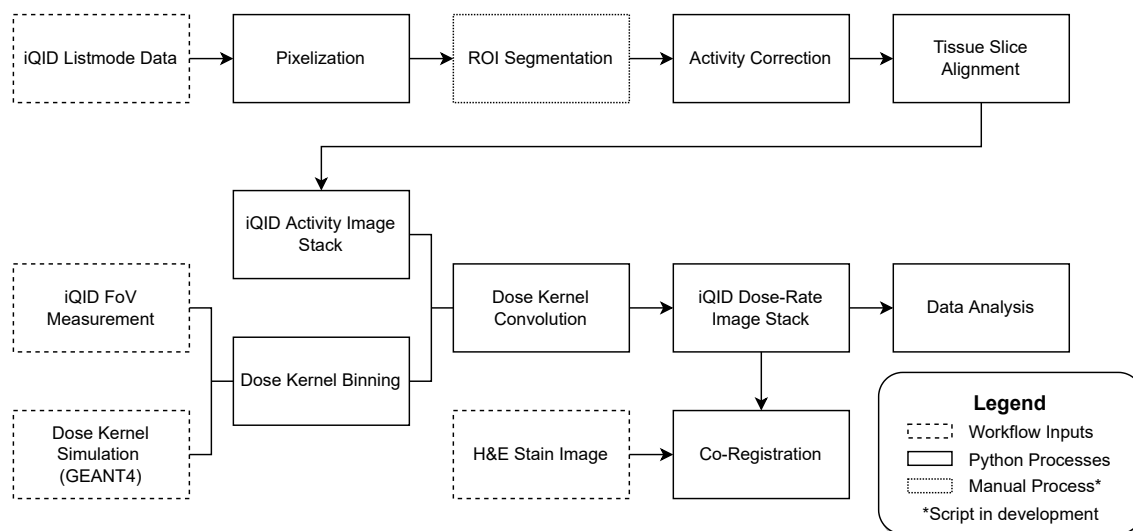 iQID Listmode Data
Pixelization
ROI Segmentation
Activity Correction
Tissue Slice
Alignment
iQID Activity Image
Stack
iQID FoV
Measurement
Dose Kernel
Convolution
iQID Dose-Rate
Image Stack
Data Analysis
Dose Kernel Binning
Dose Kernel
Simulation
(GEANT4)
H&E Stain Image
Co-Registration
Legend
Workflow Inputs
Python Processes
Manual Process*
*Script in development